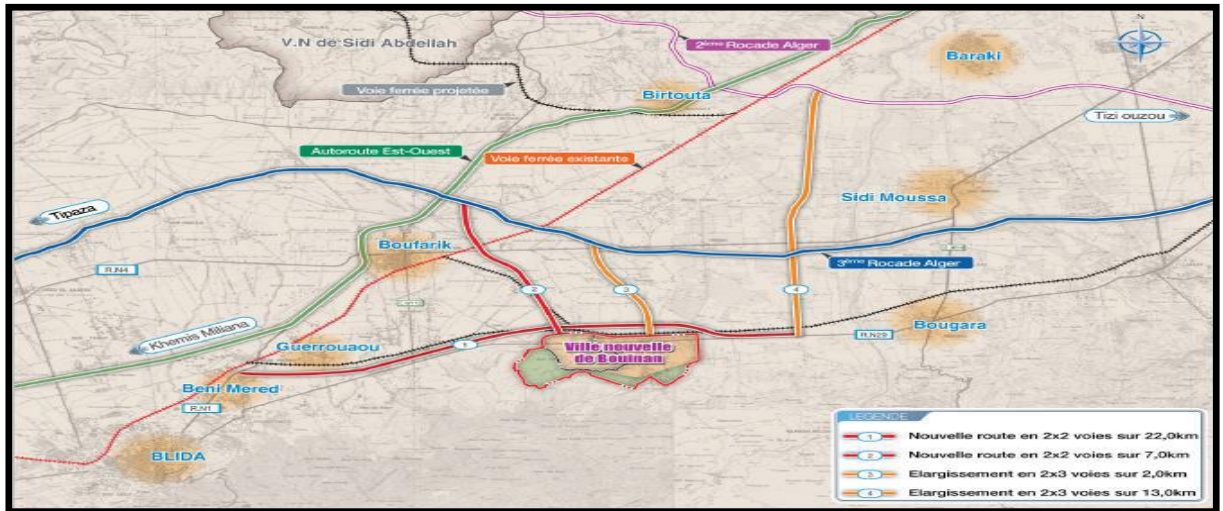 V.N de Sidi Abdellah
2ème Rocade Alger
N
Baraki
Voie ferrée projetée
Birtouta
Tizi ouzou
Autoroute Est-Ouest
Voie ferrée existante
Sidi Moussa
Tipaza
Boufarik
3ème Rocade Alger
R.N4
2
3
4
Khemis Miliana
Bougara
R.N29
Guerrouaou
1
Ville nouvelle
de Bouinan
Beni Mered
R.N1
BLIDA
LEGENDE
1 Nouvelle route en 2x2 voies sur 22,0km
2 Nouvelle route en 2x2 voies sur 7,0km
3 Elargissement en 2x3 voies sur 2,0km
4 Elargissement en 2x3 voies sur 13,0km